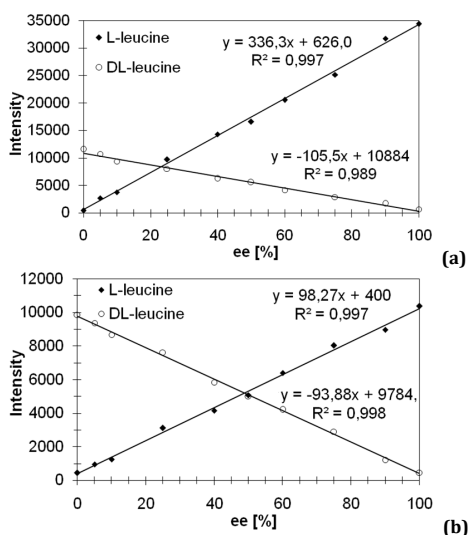 35000
30000
25000
20000
15000
10000
5000
0
Intensity
L-leucine
DL-leucine
y = 336,3x + 626,0
R² = 0,997
y = -105,5x + 10884
R² = 0,989
0 20 40 60 80 100
ee [%]
(a)
12000
10000
8000
6000
4000
2000
0
Intensity
L-leucine
DL-leucine
y = 98,27x + 400
R² = 0,997
y = -93,88x + 9784,
R² = 0,998
0 20 40 60 80 100
ee [%]
(b)